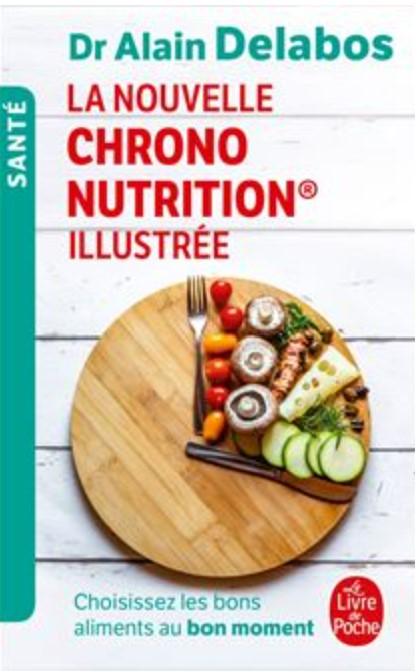 Dr Alain Delabos
SANTÉ
LA NOUVELLE
CHRONO
NUTRITION®
ILLUSTRÉE
Choisissez les bons
aliments au bon moment
Le
Livre
de
Poche